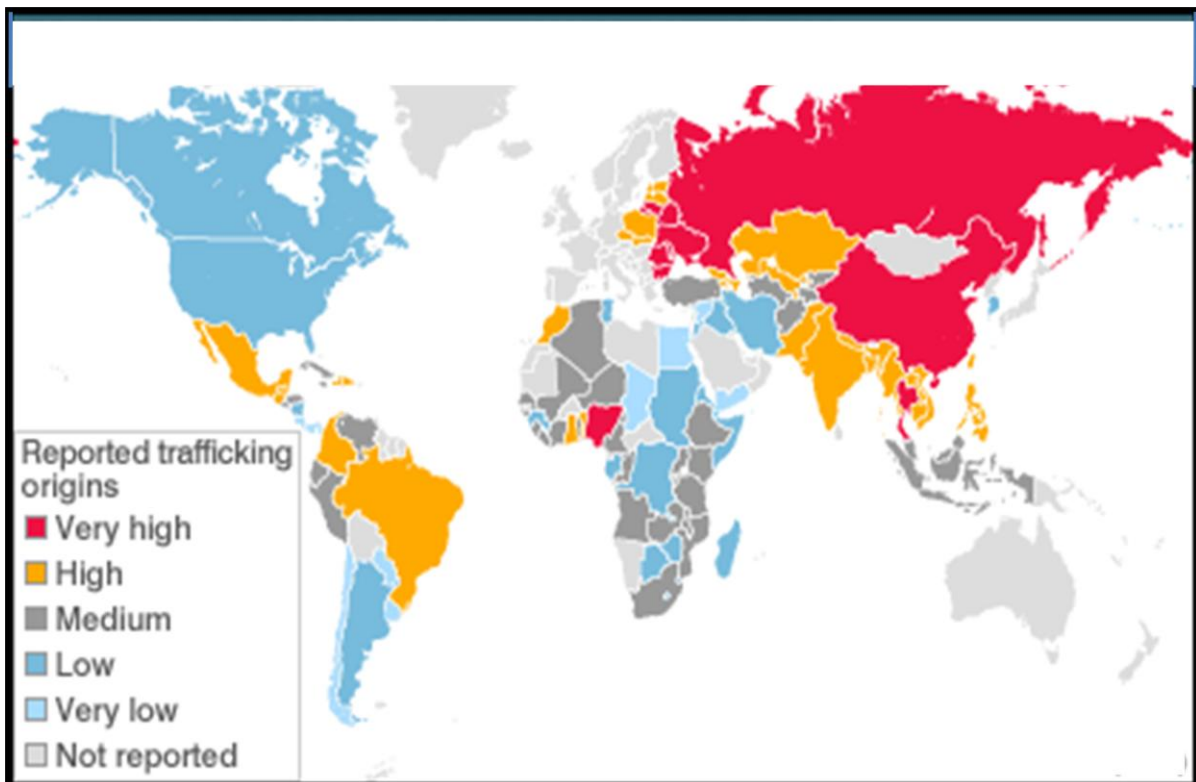 Reported trafficking
origins
Very high
High
Medium
Low
Very low
Not reported